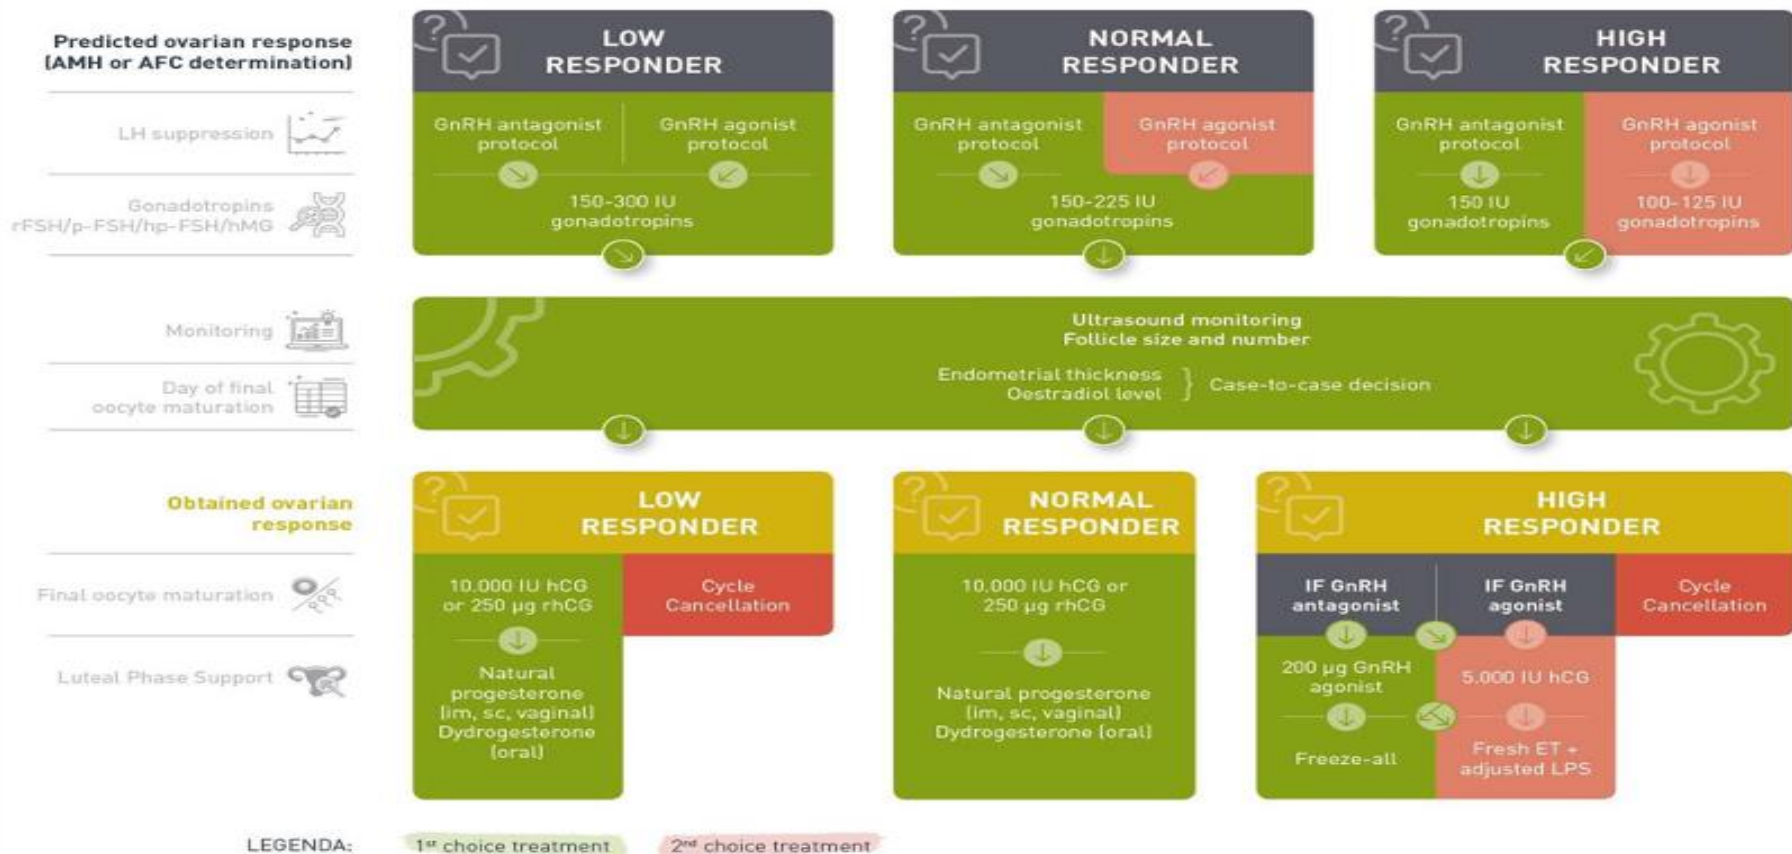 Predicted ovarian response
(AMH or AFC determination)
LOW
RESPONDER
NORMAL
RESPONDER
HIGH
RESPONDER
LH suppression
GnRH antagonist
protocol
GnRH agonist
protocol
GnRH antagonist
protocol
GnRH agonist
protocol
GnRH antagonist
protocol
GnRH agonist
protocol
Gonadotropins
rFSH/p-FSH/hp-FSH/hMG
150-300 IU
gonadotropins
150-225 IU
gonadotropins
150 IU
gonadotropins
100-125 IU
gonadotropins
Monitoring
Ultrasound monitoring
Follicle size and number
Day of final
oocyte maturation
Endometrial thickness
Oestradiol level
} Case-to-case decision
Obtained ovarian
response
LOW
RESPONDER
NORMAL
RESPONDER
HIGH
RESPONDER
Final oocyte maturation
10.000 IU hCG
or 250 µg rhCG
Cycle
Cancellation
10.000 IU hCG or
250 µg rhCG
IF GnRH
antagonist
IF GnRH
agonist
Cycle
Cancellation
Luteal Phase Support
Natural
progesterone
(im, sc, vaginal)
Dydrogesterone
(oral)
Natural progesterone
(im, sc, vaginal)
Dydrogesterone (oral)
200 µg GnRH
agonist
5.000 IU hCG
Freeze-all
Fresh ET +
adjusted LPS
LEGENDA:
1st choice treatment
2nd choice treatment